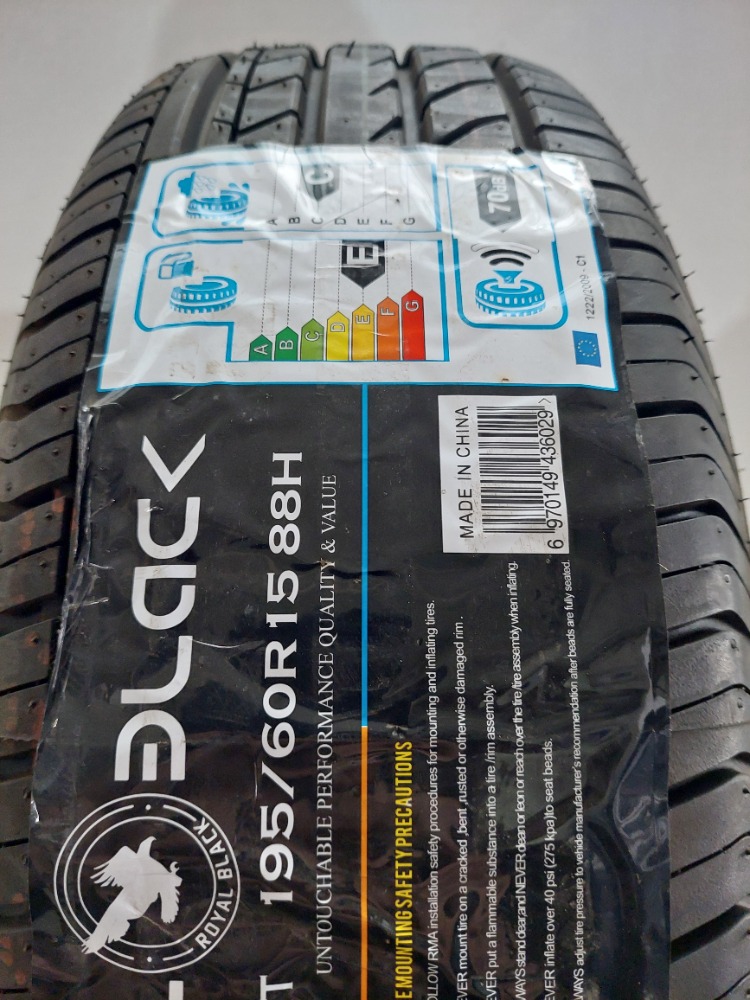 C
A
B
C
D
E
F
G
70dB
E
A
B
C
D
E
F
G
1222/2009 - C1
BLACK
195/60R15 88H
UNTOUCHABLE PERFORMANCE QUALITY & VALUE
ROYAL BLACK
MADE IN CHINA
6 970149 436029 >
E MOUNTING SAFETY PRECAUTIONS
OLLOW RMA installation safety procedures for mounting and inflating tires.
EVER mount tire on a cracked ,bent ,rusted or otherwise damaged rim .
EVER put a flammable substance into a tire /rim assembly.
WAYS stand clear,and NEVER clean or leon or reach over the tire/tire assembly when inflating.
EVER inflate over 40 psi (275 kpa)to seat beads.
WAYS adjust tire pressure to vehicle manufacturer's recommendation after beads are fully seated.